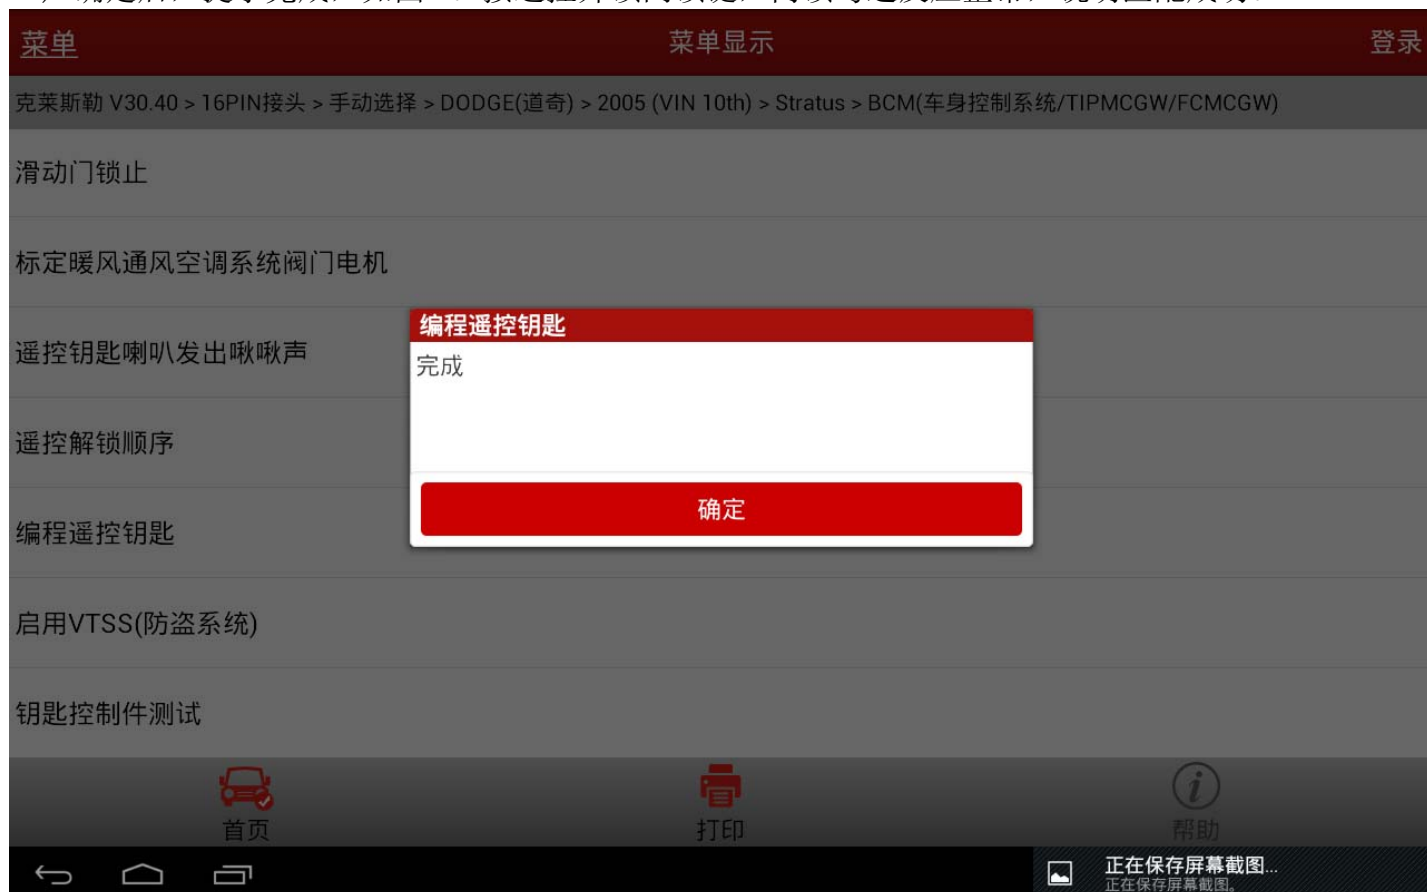 菜单
菜单显示
登录
克莱斯勒 V30.40 > 16PIN接头 > 手动选择 > DODGE(道奇) > 2005 (VIN 10th) > Stratus > BCM(车身控制系统/TIPMCGW/FCMCGW)
滑动门锁止
标定暖风通风空调系统阀门电机
遥控钥匙喇叭发出啾啾声
遥控解锁顺序
编程遥控钥匙
启用VTSS(防盗系统)
钥匙控制件测试
编程遥控钥匙
完成
确定
首页
打印
帮助
正在保存屏幕截图...
正在保存屏幕截图。